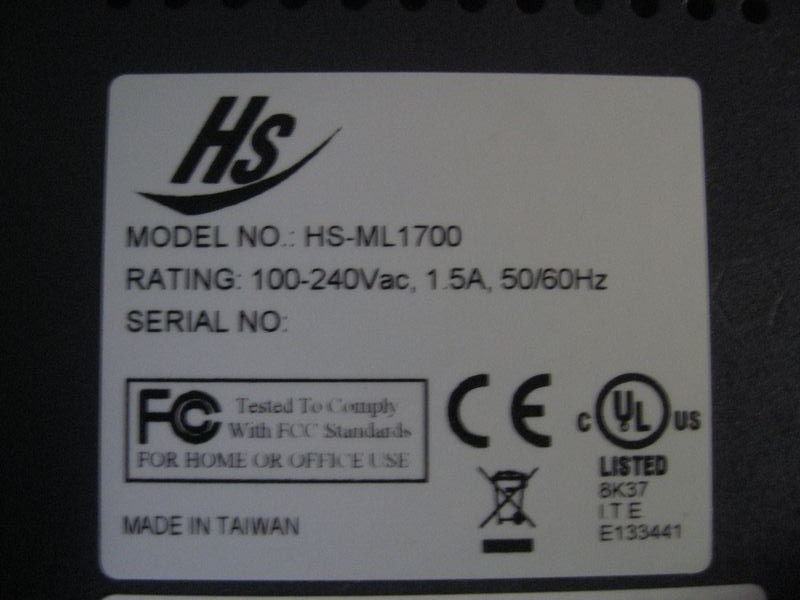 HS
MODEL NO.: HS-ML1700
RATING: 100-240Vac, 1.5A, 50/60Hz
SERIAL NO:
FC Tested To Comply
With FCC Standards
FOR HOME OR OFFICE USE
CE
C UL US
LISTED
8K37
I.T.E.
E133441
MADE IN TAIWAN